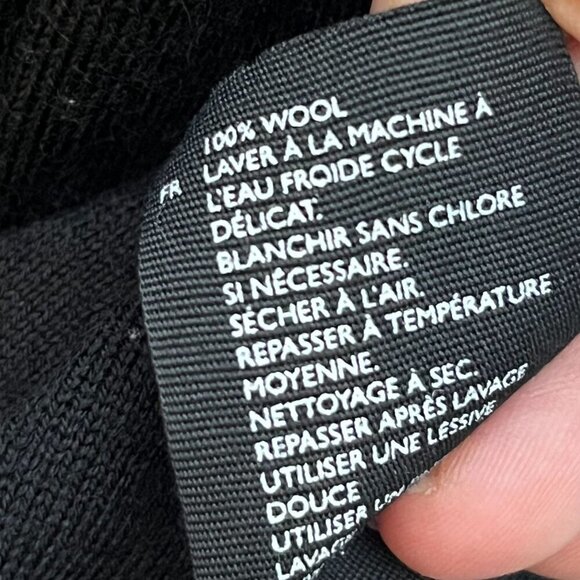 100% WOOL
FR LAVER À LA MACHINE À
L'EAU FROIDE CYCLE
DÉLICAT.
BLANCHIR SANS CHLORE
SI NÉCESSAIRE.
SÉCHER À L'AIR.
REPASSER À TEMPÉRATURE
MOYENNE.
NETTOYAGE À SEC.
REPASSER APRÈS LAVAGE
UTILISER UNE LESSIVE
DOUCE
UTILISER